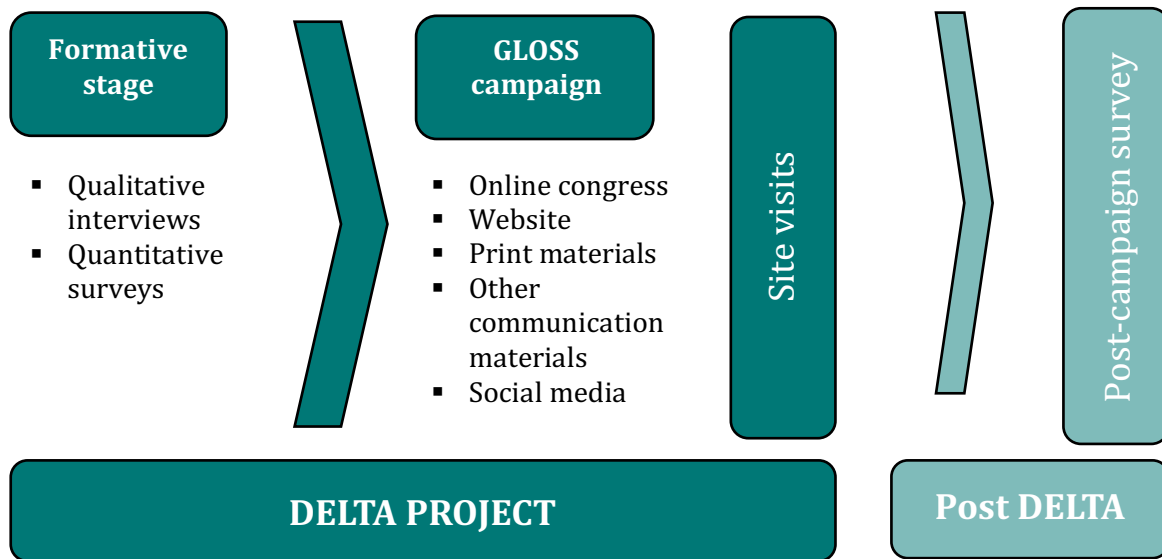 Formative
stage
▪ Qualitative
interviews
▪ Quantitative
surveys
GLOSS
campaign
▪ Online congress
▪ Website
▪ Print materials
▪ Other
communication
materials
▪ Social media
Site visits
Post-campaign survey
DELTA PROJECT
Post DELTA